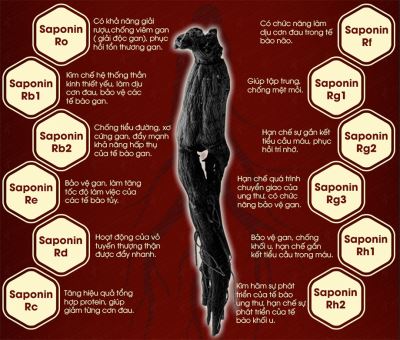 Saponin
Ro
Có khả năng giải
rượu,chống viêm gan
( giải độc gan), phục
hồi tổn thương gan.
Saponin
Rb1
Kìm chế hệ thống thần
kinh thiết yếu, làm dịu
cơn đau, bảo vệ các
tế bào gan.
Saponin
Rb2
Chống tiểu đường, xơ
cứng gan, đẩy mạnh
khả năng hấp thụ
của tế bào gan.
Saponin
Re
Bảo vệ gan, làm tăng
tốc độ làm việc của
các tế bào tủy.
Saponin
Rd
Hoạt động của vỏ
tuyến thượng thận
được đẩy nhanh.
Saponin
Rc
Tăng hiệu quả tổng
hợp protein, giúp
giảm từng cơn đau.
Có chức năng làm
dịu cơn đau trong tế
bào não.
Saponin
Rf
Giúp tập trung,
chống mệt mỏi.
Saponin
Rg1
Hạn chế sự gắn kết
tiểu cầu máu, phục
hồi trí nhớ.
Saponin
Rg2
Hạn chế quá trình
chuyển giao của
ung thư, có chức
năng bảo vệ gan.
Saponin
Rg3
Bảo vệ gan, chống
khối u, hạn chế gắn
kết tiểu cầu trong máu.
Saponin
Rh1
Kìm hãm sự phát
triển của tế bào
ung thư, hạn chế sự
phát triển của tế
bào khối u.
Saponin
Rh2